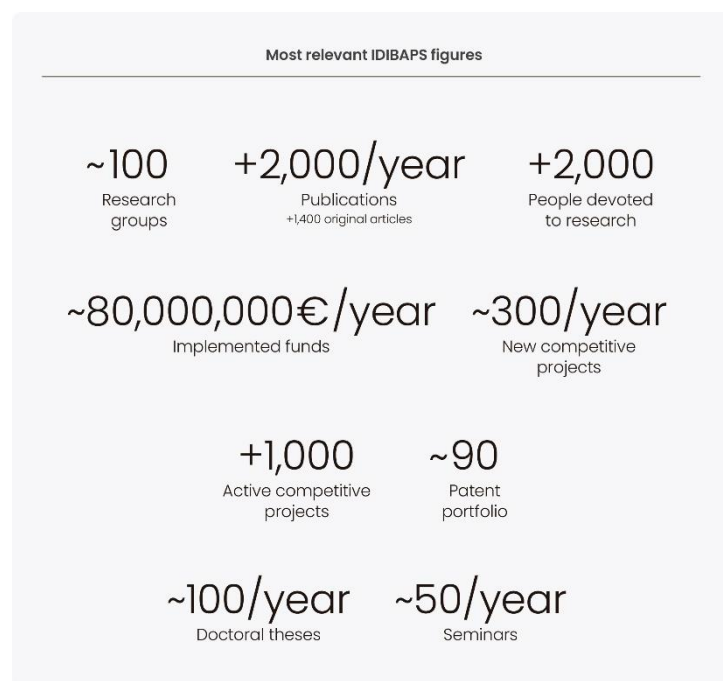 Most relevant IDIBAPS figures
~100
Research
groups
+2,000/year
Publications
+1,400 original articles
+2,000
People devoted
to research
~80,000,000€/year
Implemented funds
~300/year
New competitive
projects
+1,000
Active competitive
projects
~90
Patent
portfolio
~100/year
Doctoral theses
~50/year
Seminars